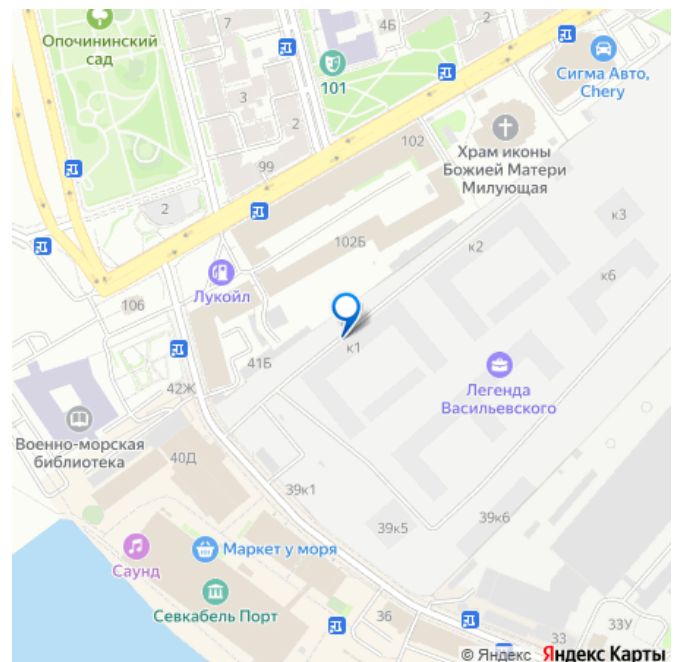 7
4Б
Опочининский
сад
Сигма Авто,
Chery
101
3
2
102
Храм иконы
Божией Матери
Милующая
99
2
к3
102Б
к2
к6
Лукойл
106
к1
41Б
Легенда
Васильевского
42Ж
Военно-морская
библиотека
40Д
39к1
39к5
39к6
Маркет у моря
Саунд
Севкабель Порт
36
33
33У
© Яндекс Яндекс Карты